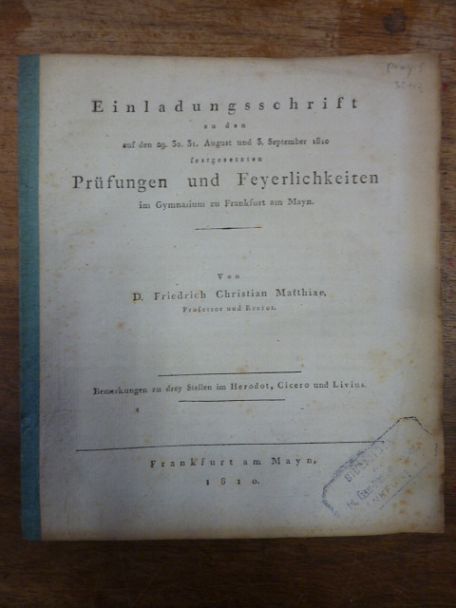 Einladungsschrift
zu den
auf den 29. 30. 31. August und 3. September 1810
festgesetzten
Prüfungen und Feyerlichkeiten
im Gymnasium zu Frankfurt am Mayn.
Von
D. Friedrich Christian Matthiae,
Professor und Rector.
Bemerkungen zu drey Stellen im Herodot, Cicero und Livius.
Frankfurt am Mayn,
1810.